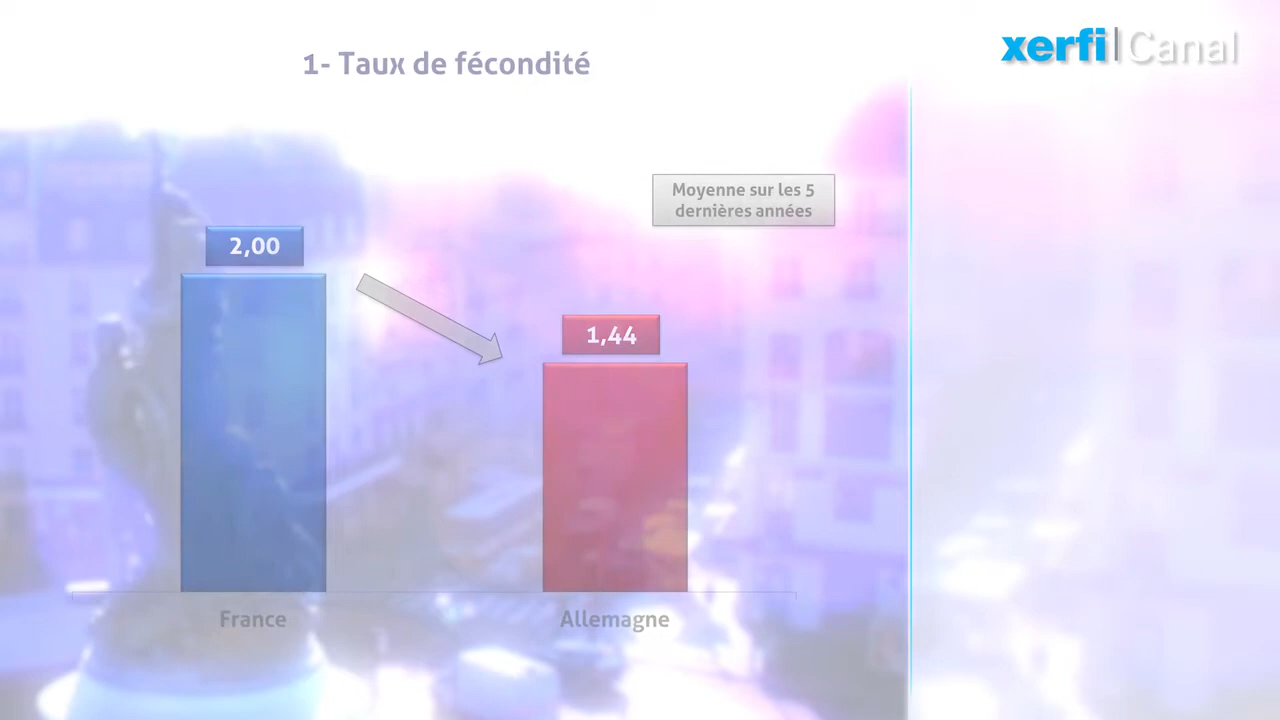 1- Taux de fécondité
xerfi|Canal
Moyenne sur les 5
dernières années
2,00
1,44
France
Allemagne